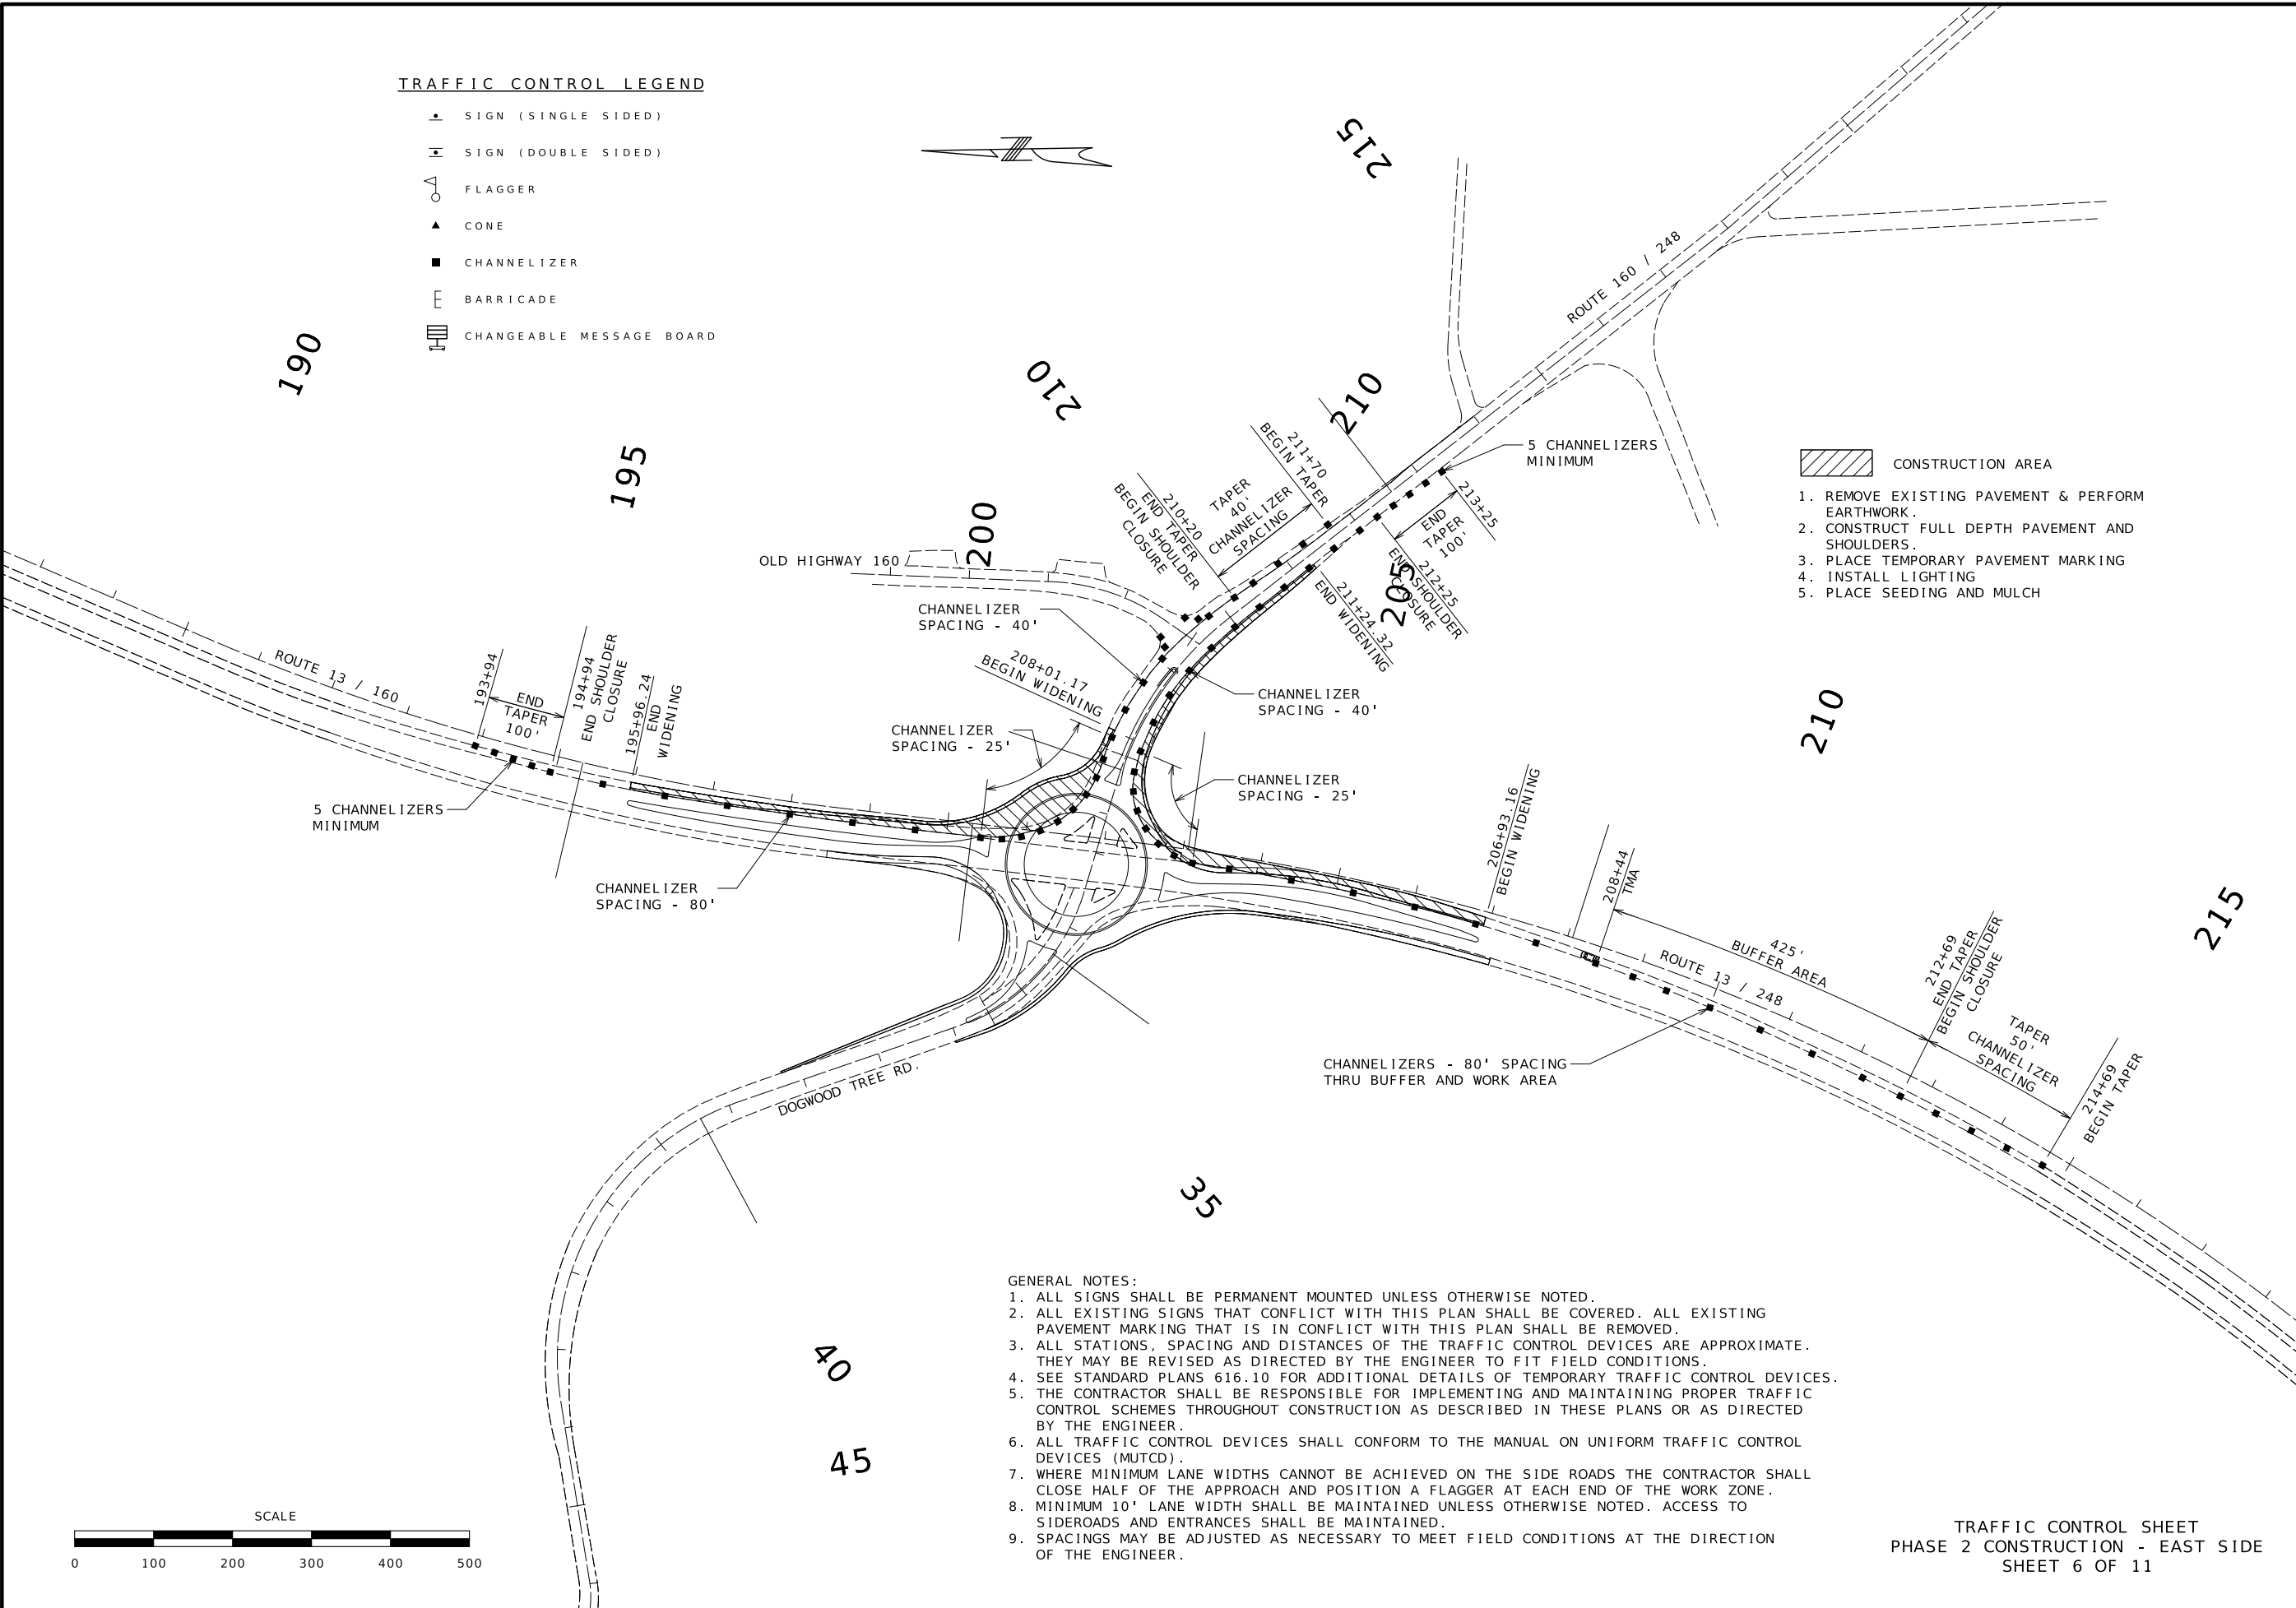 TRAFFIC CONTROL LEGEND
SIGN (SINGLE SIDED)
SIGN (DOUBLE SIDED)
FLAGGER
CONE
CHANNELIZER
BARRICADE
CHANGEABLE MESSAGE BOARD
190
195
200
205
210
215
210
215
210
ROUTE 160 / 248
5 CHANNELIZERS
MINIMUM
CONSTRUCTION AREA
1. REMOVE EXISTING PAVEMENT & PERFORM
EARTHWORK.
2. CONSTRUCT FULL DEPTH PAVEMENT AND
SHOULDERS.
3. PLACE TEMPORARY PAVEMENT MARKING
4. INSTALL LIGHTING
5. PLACE SEEDING AND MULCH
211+70
BEGIN TAPER
TAPER
40'
CHANNELIZER
SPACING
210+20
END TAPER
BEGIN SHOULDER
CLOSURE
213+25
END
TAPER
100'
212+25
END SHOULDER
CLOSURE
211+24.32
END WIDENING
OLD HIGHWAY 160
CHANNELIZER
SPACING - 40'
208+01.17
BEGIN WIDENING
CHANNELIZER
SPACING - 25'
CHANNELIZER
SPACING - 40'
CHANNELIZER
SPACING - 25'
ROUTE 13 / 160
193+94
END
TAPER
100'
194+94
END SHOULDER
CLOSURE
195+96.24
END
WIDENING
5 CHANNELIZERS
MINIMUM
CHANNELIZER
SPACING - 80'
206+93.16
BEGIN WIDENING
208+44
TMA
425'
BUFFER AREA
ROUTE 13 / 248
212+69
END TAPER
BEGIN SHOULDER
CLOSURE
TAPER
50'
CHANNELIZER
SPACING
214+69
BEGIN TAPER
CHANNELIZERS - 80' SPACING
THRU BUFFER AND WORK AREA
DOGWOOD TREE RD.
35
40
45
GENERAL NOTES:
1. ALL SIGNS SHALL BE PERMANENT MOUNTED UNLESS OTHERWISE NOTED.
2. ALL EXISTING SIGNS THAT CONFLICT WITH THIS PLAN SHALL BE COVERED. ALL EXISTING
PAVEMENT MARKING THAT IS IN CONFLICT WITH THIS PLAN SHALL BE REMOVED.
3. ALL STATIONS, SPACING AND DISTANCES OF THE TRAFFIC CONTROL DEVICES ARE APPROXIMATE.
THEY MAY BE REVISED AS DIRECTED BY THE ENGINEER TO FIT FIELD CONDITIONS.
4. SEE STANDARD PLANS 616.10 FOR ADDITIONAL DETAILS OF TEMPORARY TRAFFIC CONTROL DEVICES.
5. THE CONTRACTOR SHALL BE RESPONSIBLE FOR IMPLEMENTING AND MAINTAINING PROPER TRAFFIC
CONTROL SCHEMES THROUGHOUT CONSTRUCTION AS DESCRIBED IN THESE PLANS OR AS DIRECTED
BY THE ENGINEER.
6. ALL TRAFFIC CONTROL DEVICES SHALL CONFORM TO THE MANUAL ON UNIFORM TRAFFIC CONTROL
DEVICES (MUTCD).
7. WHERE MINIMUM LANE WIDTHS CANNOT BE ACHIEVED ON THE SIDE ROADS THE CONTRACTOR SHALL
CLOSE HALF OF THE APPROACH AND POSITION A FLAGGER AT EACH END OF THE WORK ZONE.
8. MINIMUM 10' LANE WIDTH SHALL BE MAINTAINED UNLESS OTHERWISE NOTED. ACCESS TO
SIDEROADS AND ENTRANCES SHALL BE MAINTAINED.
9. SPACINGS MAY BE ADJUSTED AS NECESSARY TO MEET FIELD CONDITIONS AT THE DIRECTION
OF THE ENGINEER.
SCALE
0 100 200 300 400 500
TRAFFIC CONTROL SHEET
PHASE 2 CONSTRUCTION - EAST SIDE
SHEET 6 OF 11